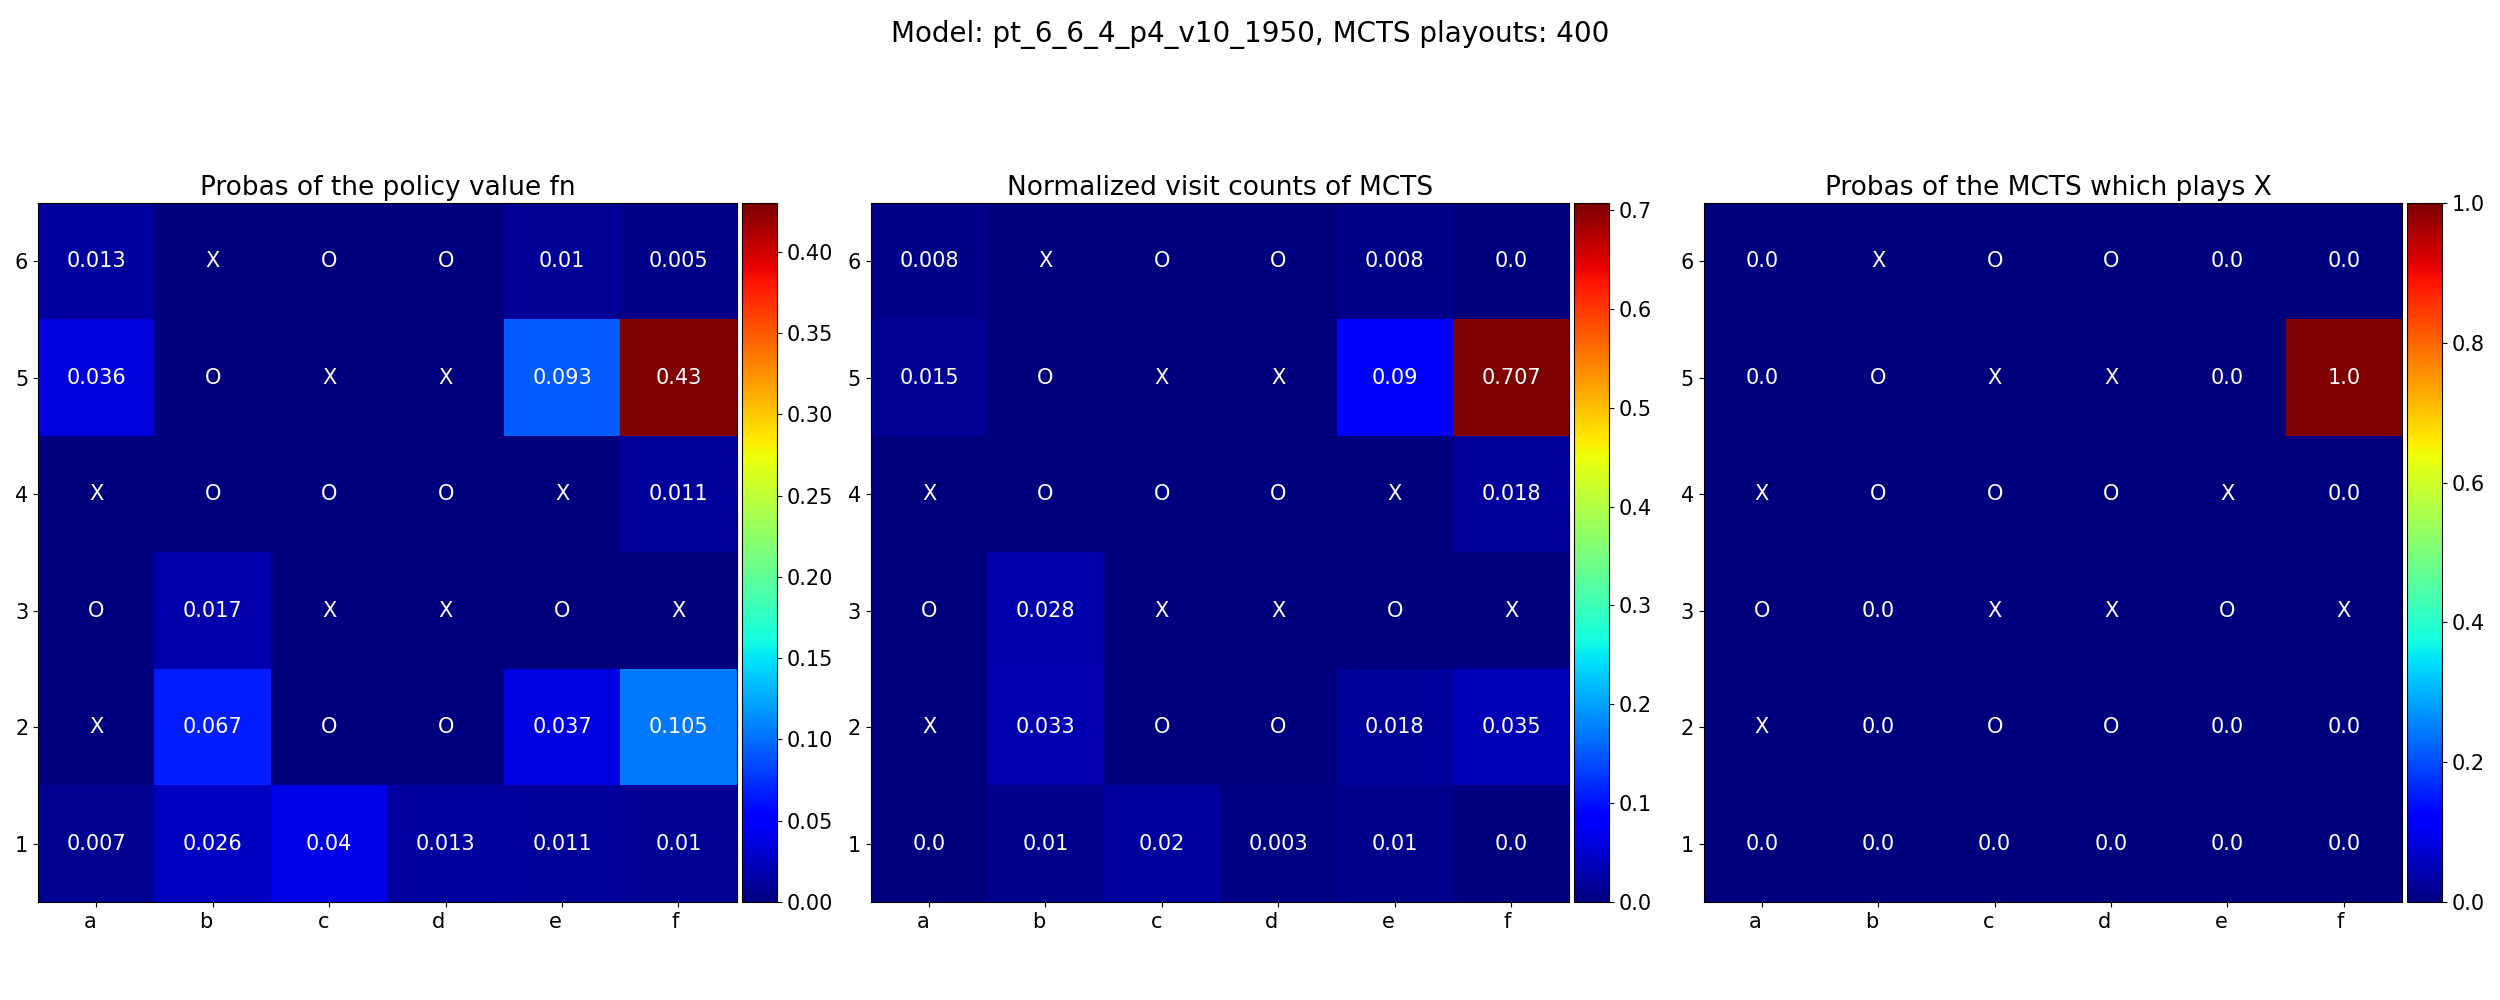 Model: pt_6_6_4_p4_v10_1950, MCTS playouts: 400
Probas of the policy value fn
6 0.013 X O O 0.01 0.005
5 0.036 O X X 0.093 0.43
4 X O O O X 0.011
3 O 0.017 X X O X
2 X 0.067 O O 0.037 0.105
1 0.007 0.026 0.04 0.013 0.011 0.01
a b c d e f
0.40
0.35
0.30
0.25
0.20
0.15
0.10
0.05
0.00
Normalized visit counts of MCTS
6 0.008 X O O 0.008 0.0
5 0.015 O X X 0.09 0.707
4 X O O O X 0.018
3 O 0.028 X X O X
2 X 0.033 O O 0.018 0.035
1 0.0 0.01 0.02 0.003 0.01 0.0
a b c d e f
0.7
0.6
0.5
0.4
0.3
0.2
0.1
0.0
Probas of the MCTS which plays X
6 0.0 X O O 0.0 0.0
5 0.0 O X X 0.0 1.0
4 X O O O X 0.0
3 O 0.0 X X O X
2 X 0.0 O O 0.0 0.0
1 0.0 0.0 0.0 0.0 0.0 0.0
a b c d e f
1.0
0.8
0.6
0.4
0.2
0.0